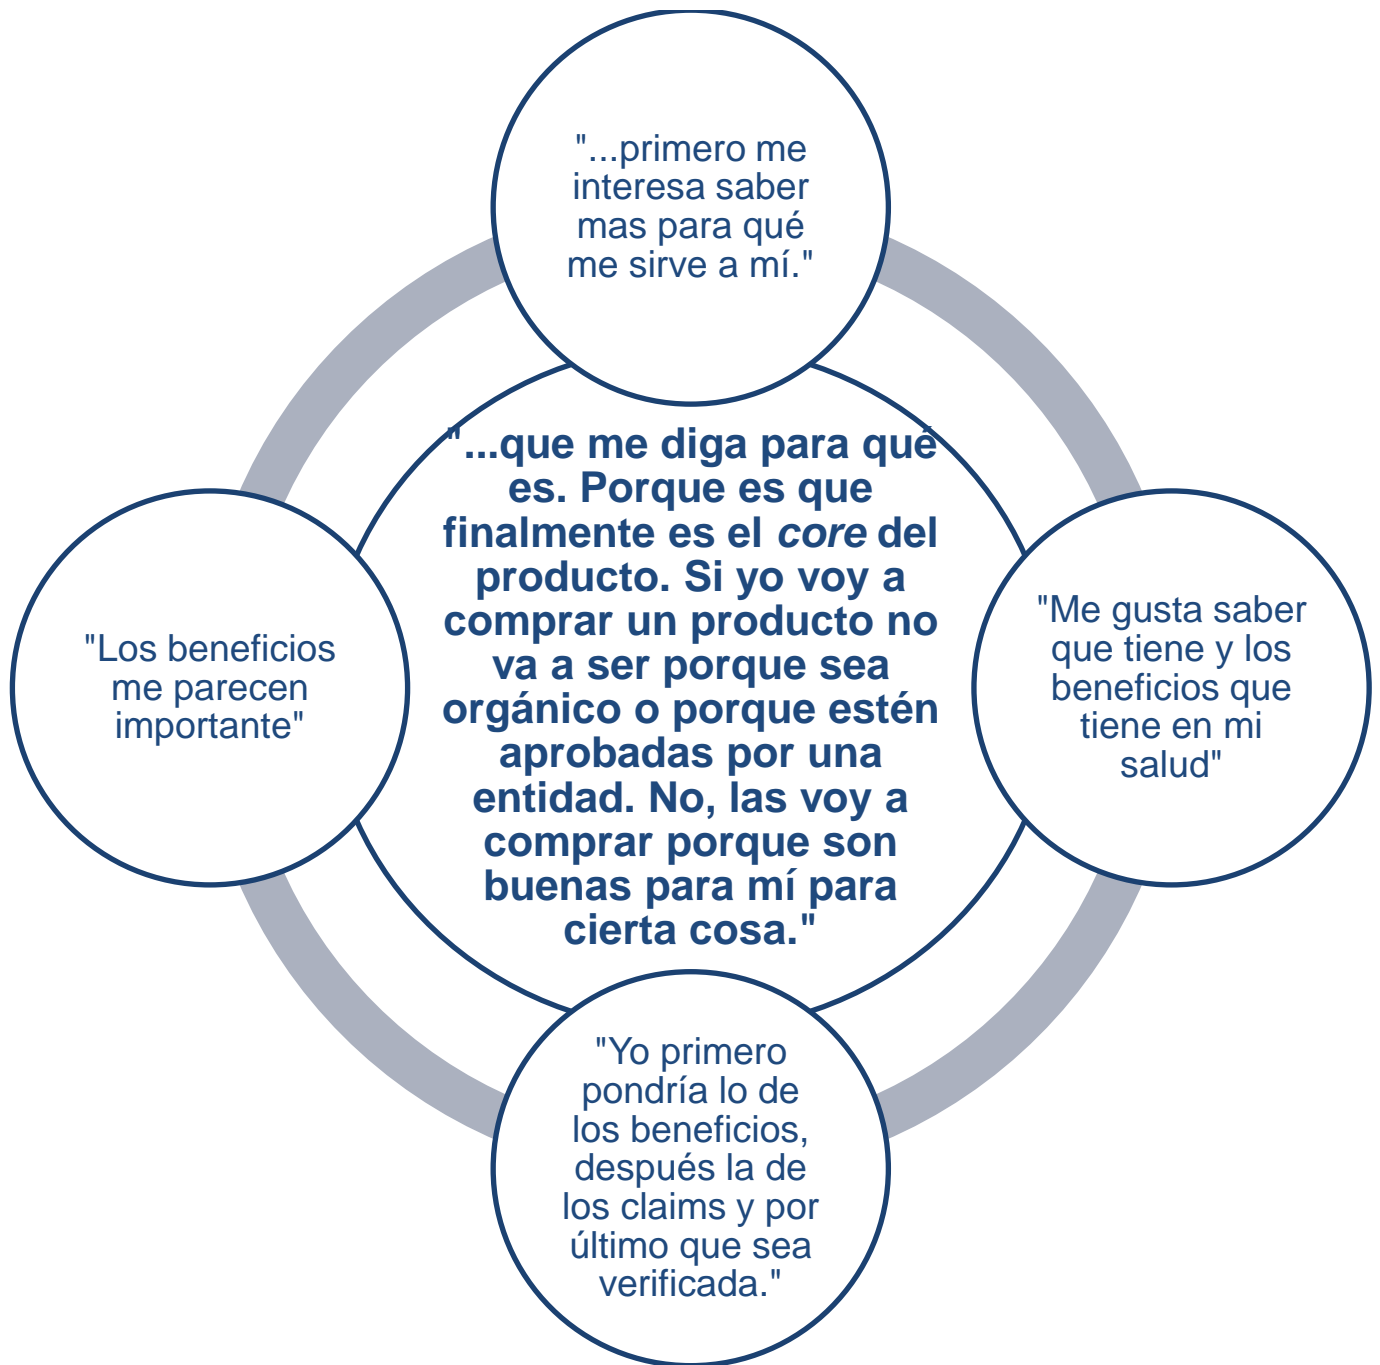 "...primero me
interesa saber
mas para qué
me sirve a mí."
"...que me diga para qué
es. Porque es que
finalmente es el core del
producto. Si yo voy a
comprar un producto no
va a ser porque sea
orgánico o porque estén
aprobadas por una
entidad. No, las voy a
comprar porque son
buenas para mí para
cierta cosa."
"Me gusta saber
que tiene y los
beneficios que
tiene en mi
salud"
"Yo primero
pondría lo de
los beneficios,
después la de
los claims y por
último que sea
verificada."
"Los beneficios
me parecen
importante"